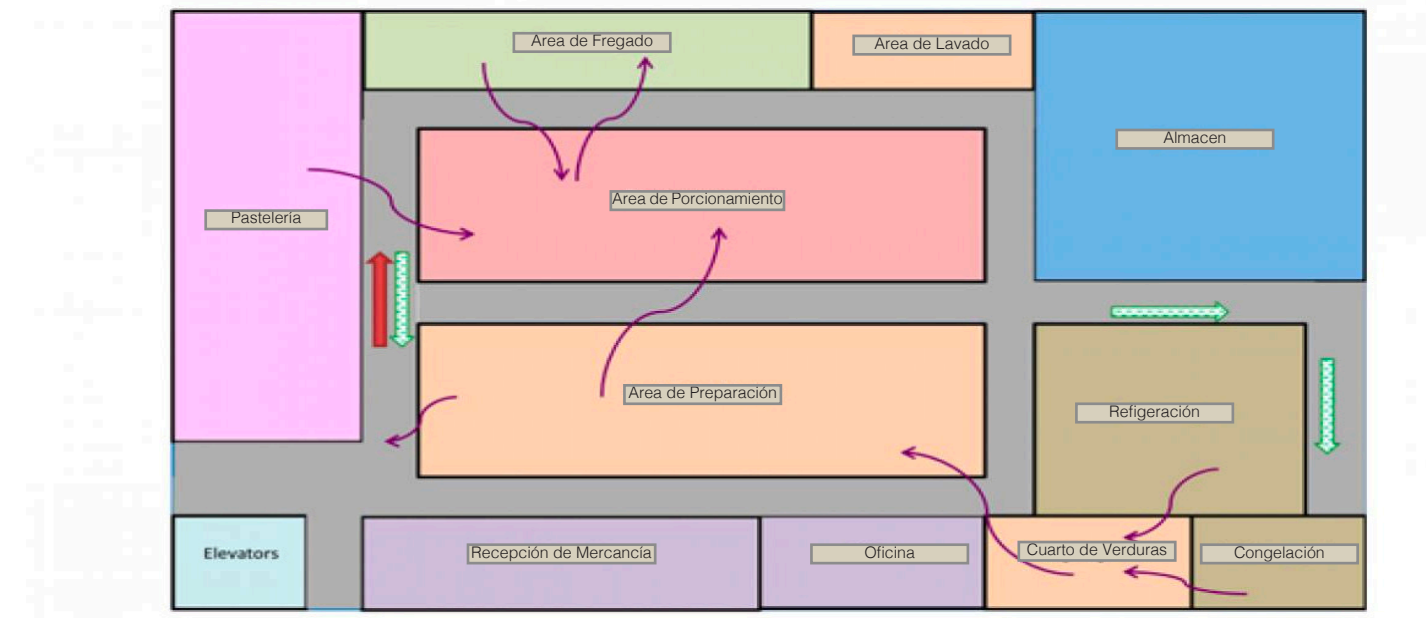 Area de Fregado
Area de Lavado
Almacen
Area de Porcionamiento
Pastelería
Area de Preparación
Refigeración
Elevators
Recepción de Mercancía
Oficina
Cuarto de Verduras
Congelación